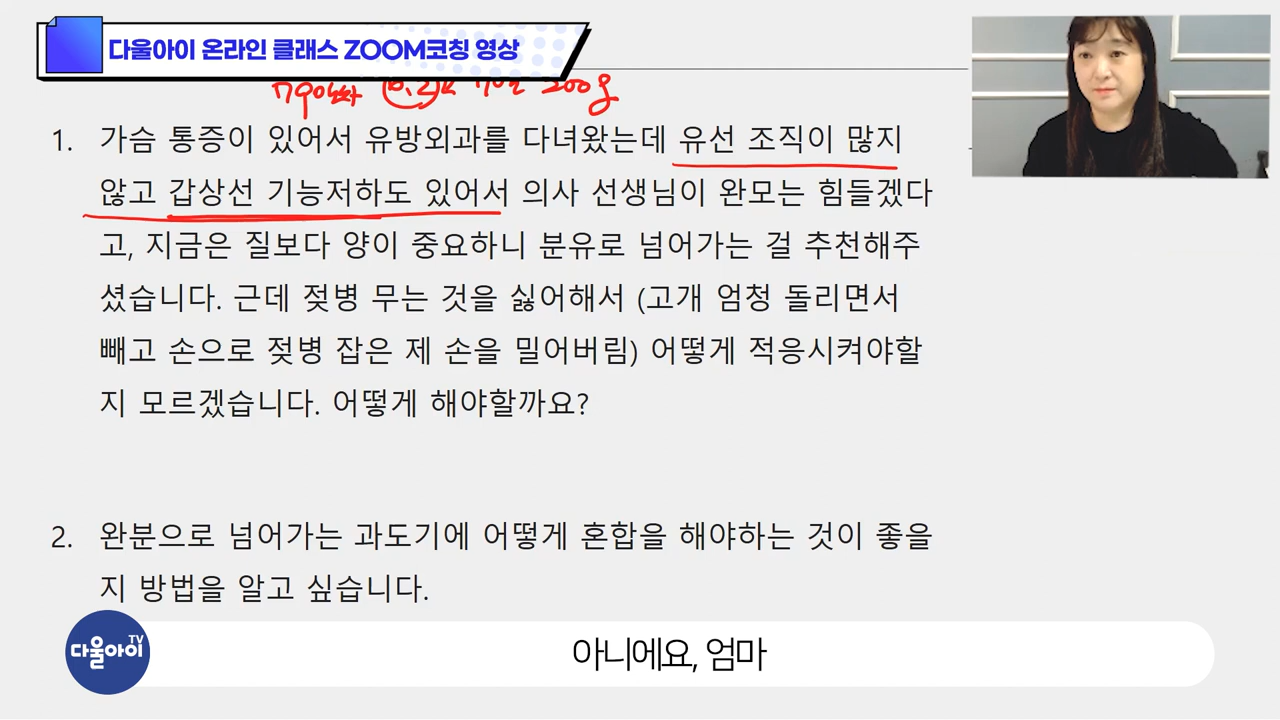 다울아이 온라인 클래스 ZOOM코칭 영상
200g
1. 가슴 통증이 있어서 유방외과를 다녀왔는데 유선 조직이 많지
않고 갑상선 기능저하도 있어서 의사 선생님이 완모는 힘들겠다
고, 지금은 질보다 양이 중요하니 분유로 넘어가는 걸 추천해주
셨습니다. 근데 젖병 무는 것을 싫어해서 (고개 엄청 돌리면서
빼고 손으로 젖병 잡은 제 손을 밀어버림) 어떻게 적응시켜야할
지 모르겠습니다. 어떻게 해야할까요?
2. 완분으로 넘어가는 과도기에 어떻게 혼합을 해야하는 것이 좋을
지 방법을 알고 싶습니다.
다울아이 TV
아니에요, 엄마